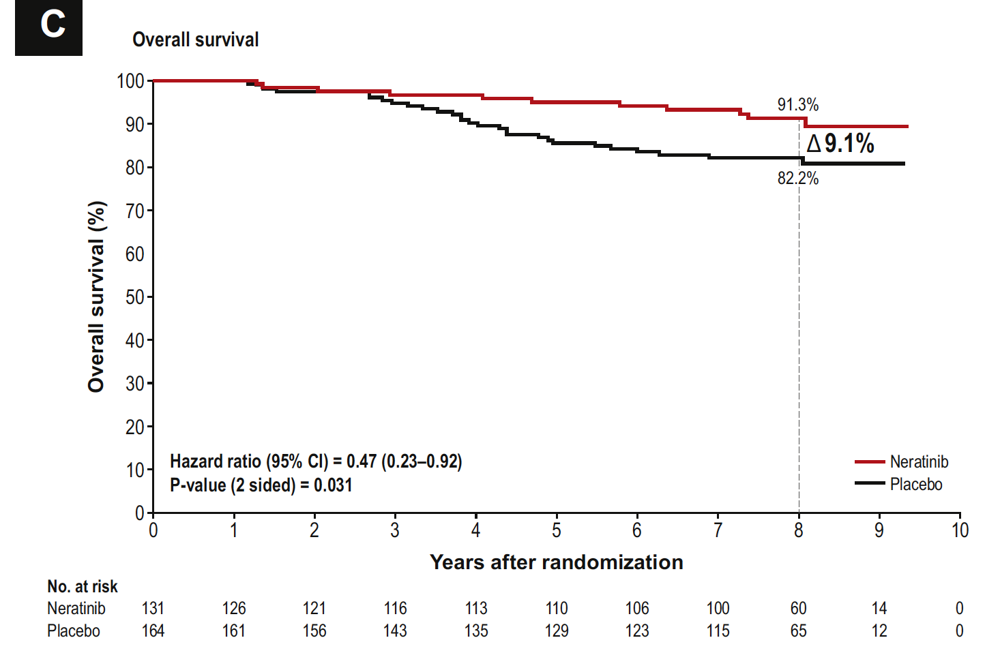 C
Overall survival
100
90
80
70
60
50
40
30
20
10
0
Overall survival (%)
91.3%
Δ 9.1%
82.2%
Hazard ratio (95% CI) = 0.47 (0.23–0.92)
P-value (2 sided) = 0.031
Neratinib
Placebo
0 1 2 3 4 5 6 7 8 9 10
Years after randomization
No. at risk
Neratinib 131 126 121 116 113 110 106 100 60 14 0
Placebo 164 161 156 143 135 129 123 115 65 12 0